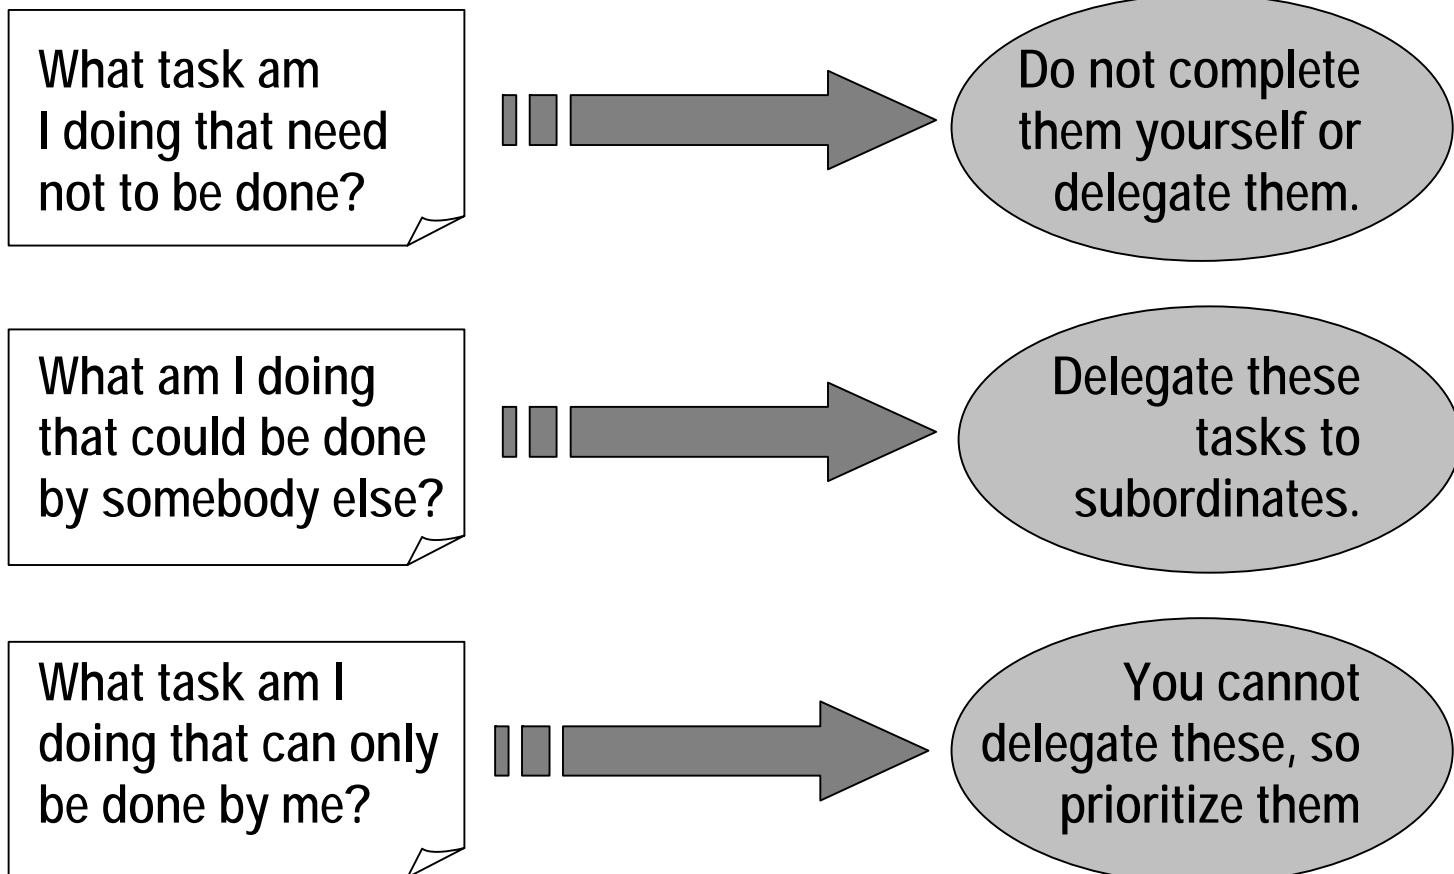 What task am
I doing that need
not to be done?
Do not complete
them yourself or
delegate them.
What am I doing
that could be done
by somebody else?
Delegate these
tasks to
subordinates.
What task am I
doing that can only
be done by me?
You cannot
delegate these, so
prioritize them